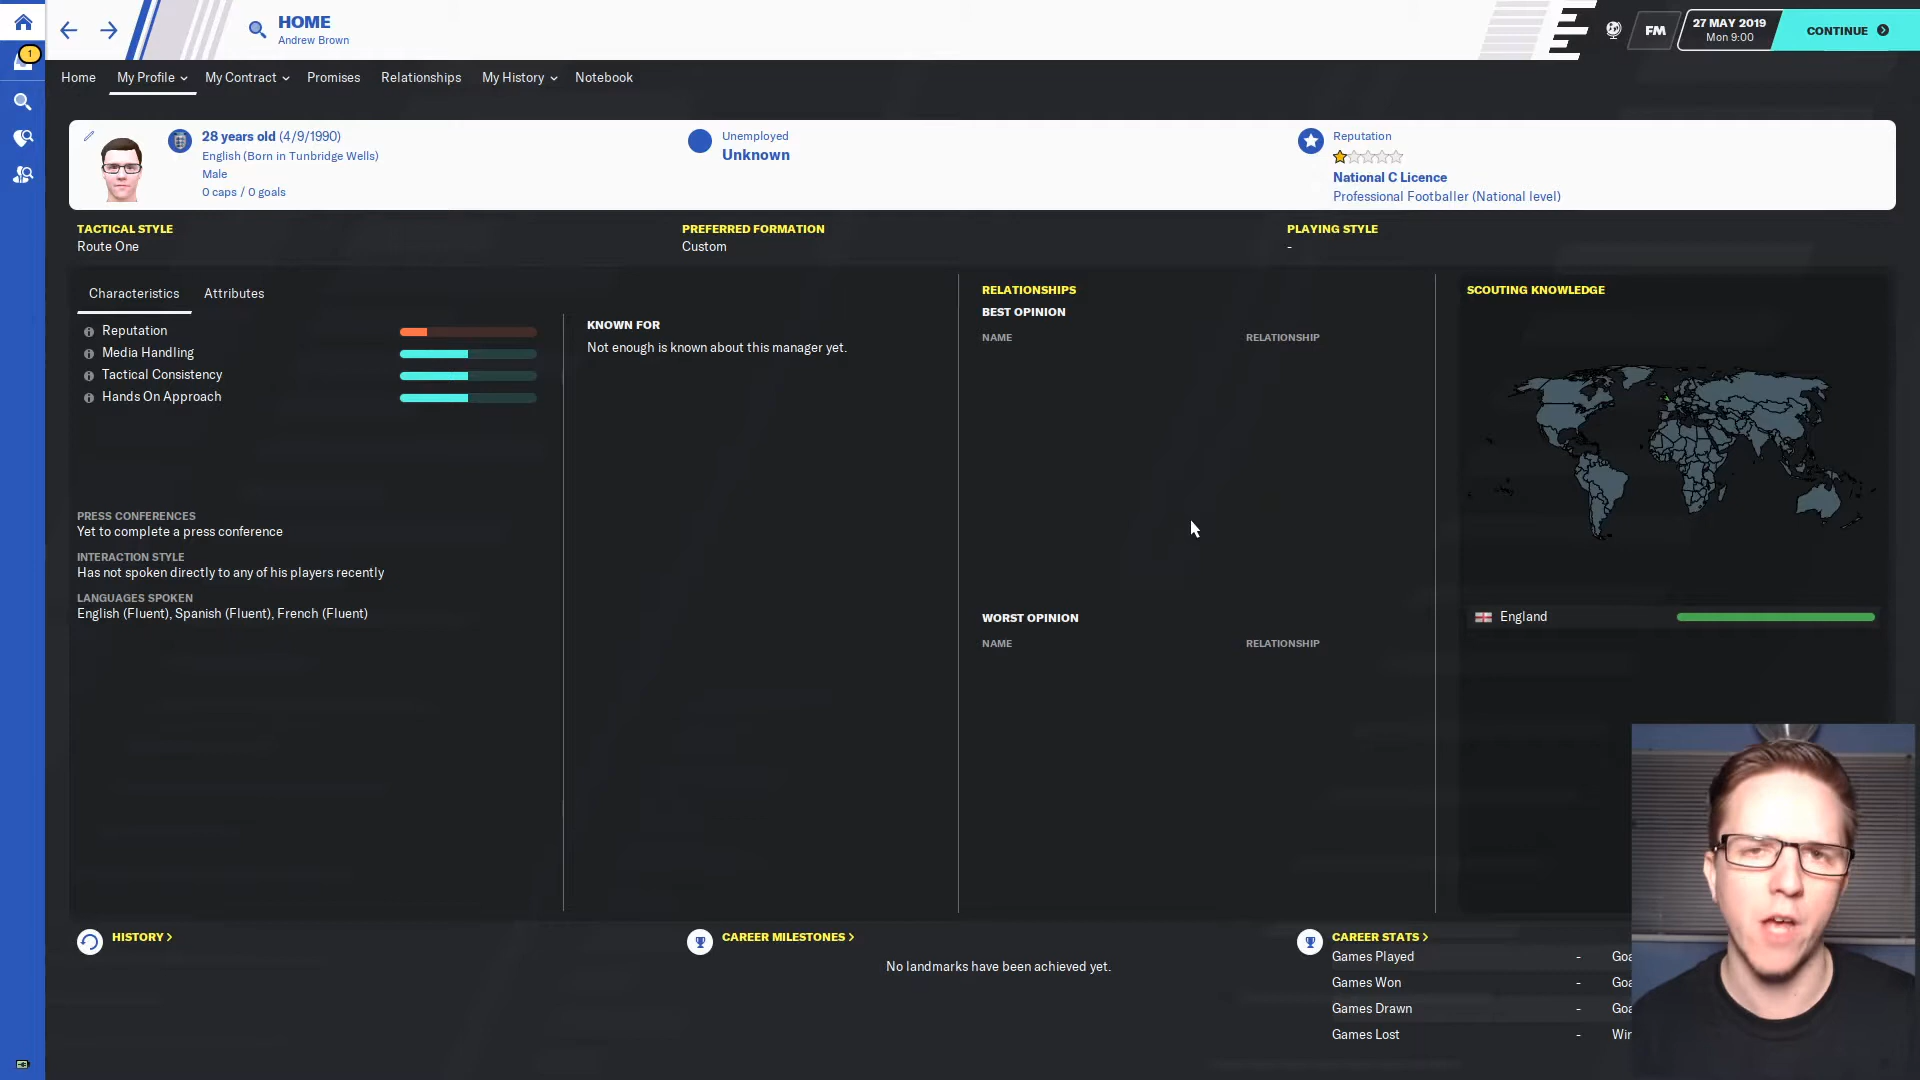 HOME
Andrew Brown
1
FM
27 MAY 2019
Mon 9:00
CONTINUE
Home
My Profile
My Contract
Promises
Relationships
My History
Notebook
28 years old (4/9/1990)
English (Born in Tunbridge Wells)
Male
0 caps / 0 goals
Unemployed
Unknown
Reputation
National C Licence
Professional Footballer (National level)
TACTICAL STYLE
Route One
PREFERRED FORMATION
Custom
PLAYING STYLE
-
Characteristics
Attributes
Reputation
Media Handling
Tactical Consistency
Hands On Approach
PRESS CONFERENCES
Yet to complete a press conference
INTERACTION STYLE
Has not spoken directly to any of his players recently
LANGUAGES SPOKEN
English (Fluent), Spanish (Fluent), French (Fluent)
KNOWN FOR
Not enough is known about this manager yet.
RELATIONSHIPS
BEST OPINION
NAME RELATIONSHIP
WORST OPINION
NAME RELATIONSHIP
SCOUTING KNOWLEDGE
England
HISTORY >
CAREER MILESTONES >
No landmarks have been achieved yet.
CAREER STATS >
Games Played - Goa
Games Won - Goa
Games Drawn - Goa
Games Lost - Wir